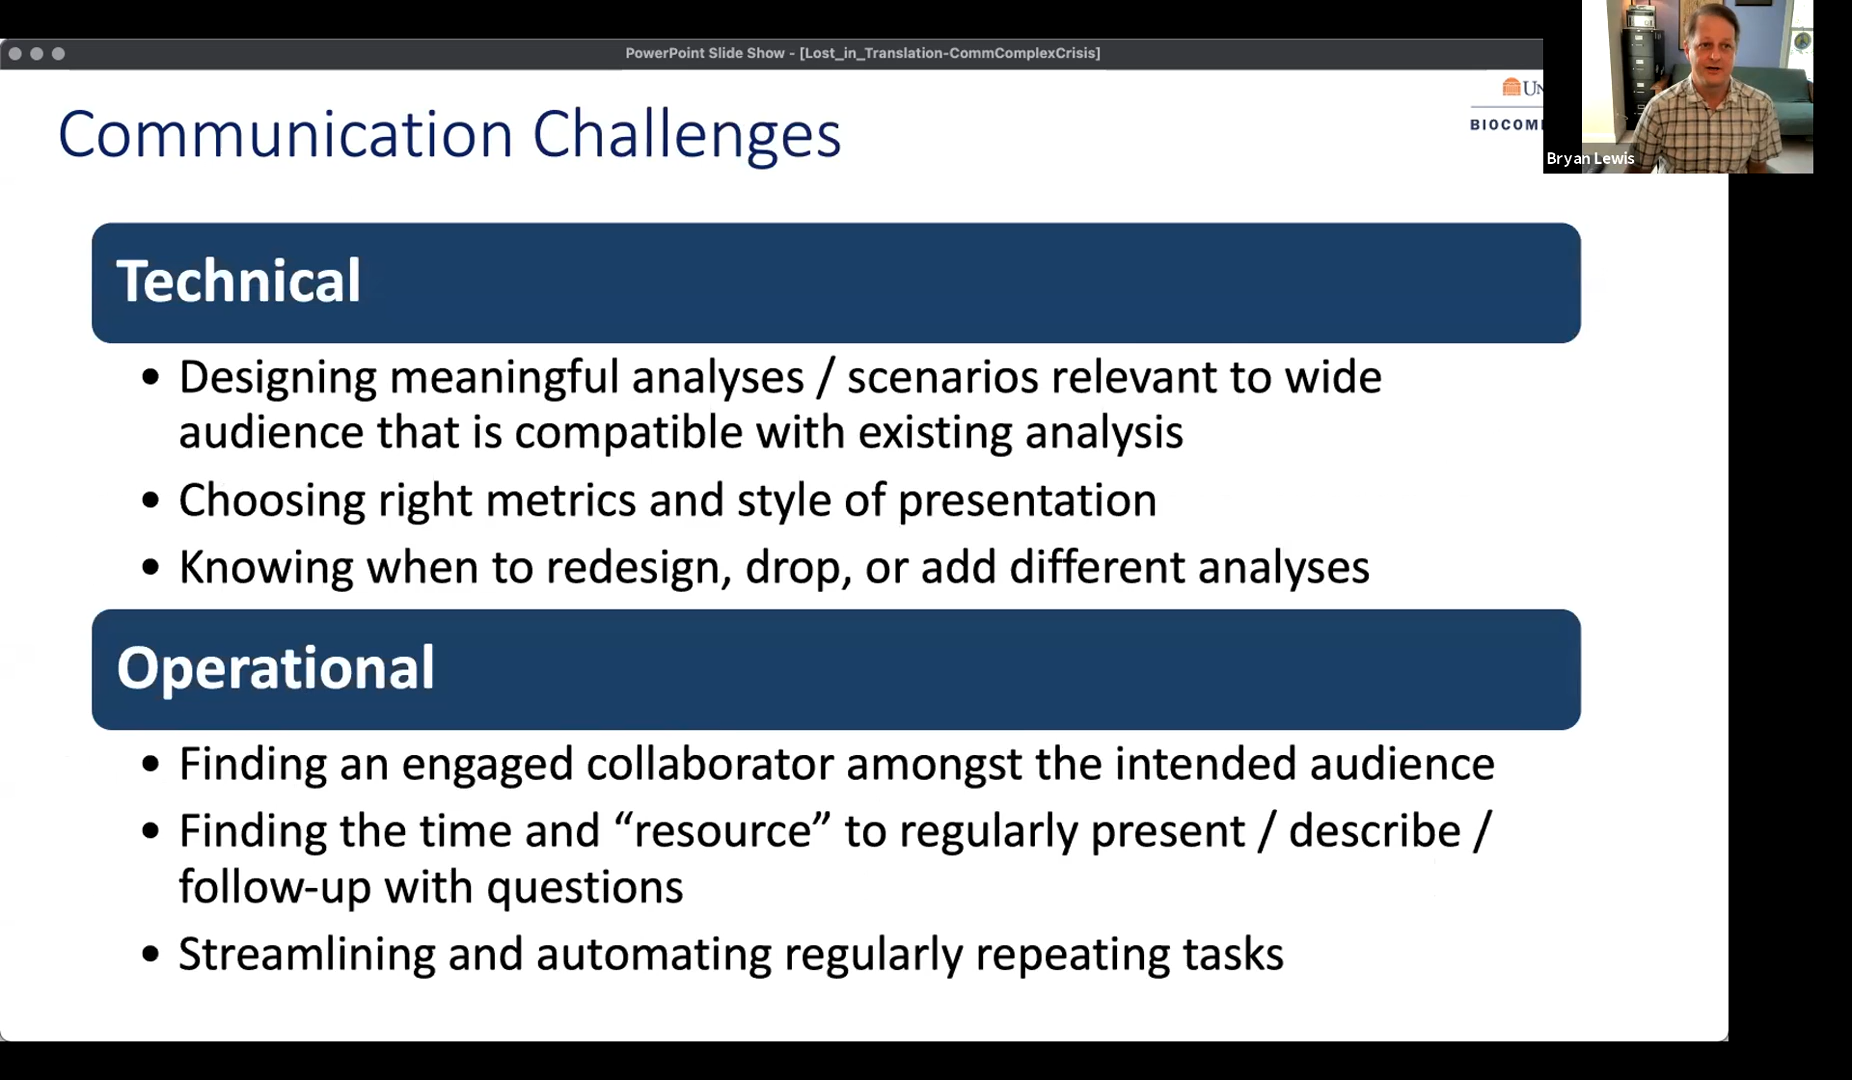 PowerPoint Slide Show - [Lost_in_Translation-CommComplexCrisis]
Communication Challenges
Bryan Lewis
Technical
• Designing meaningful analyses / scenarios relevant to wide
audience that is compatible with existing analysis
• Choosing right metrics and style of presentation
• Knowing when to redesign, drop, or add different analyses
Operational
• Finding an engaged collaborator amongst the intended audience
• Finding the time and “resource” to regularly present / describe /
follow-up with questions
• Streamlining and automating regularly repeating tasks